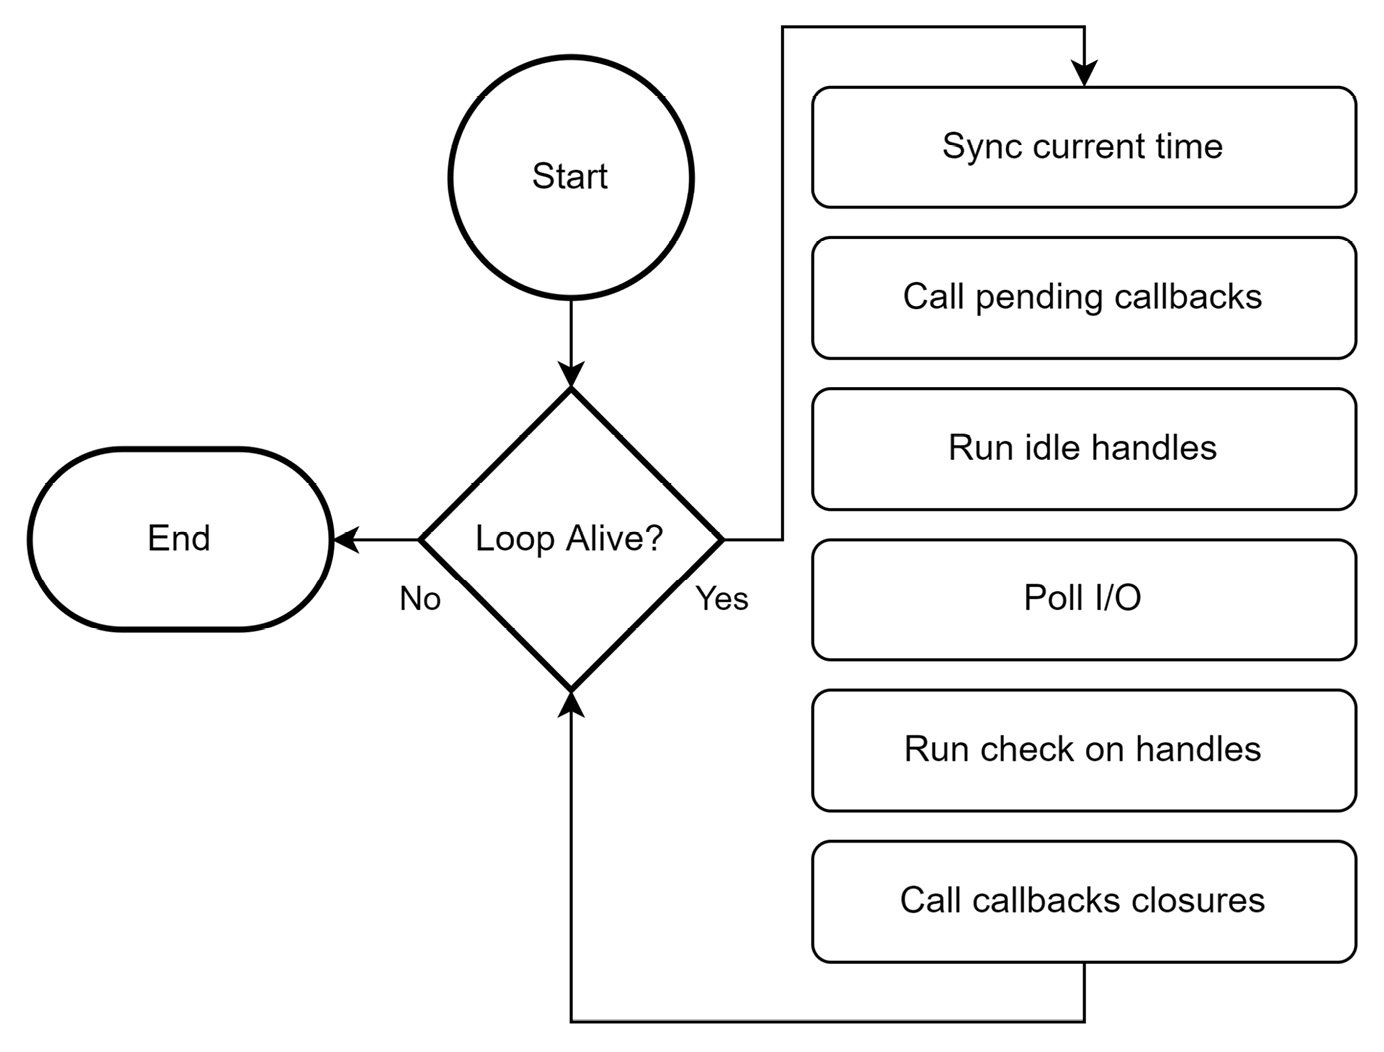 Start
Loop Alive?
No
Yes
End
Sync current time
Call pending callbacks
Run idle handles
Poll I/O
Run check on handles
Call callbacks closures